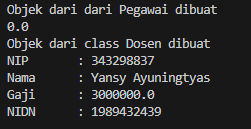 Objek dari dari Pegawai dibuat
0.0
Objek dari class Dosen dibuat
NIP : 343298837
Nama : Yansy Ayuningtyas
Gaji : 3000000.0
NIDN : 1989432439